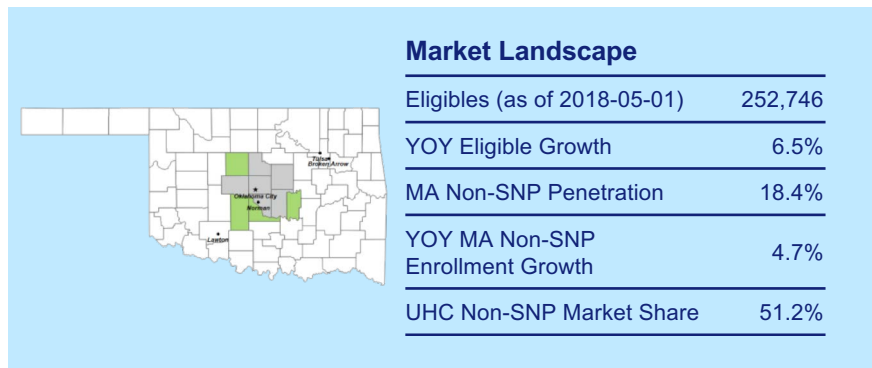 Market Landscape
Eligibles (as of 2018-05-01) 252,746
YOY Eligible Growth 6.5%
MA Non-SNP Penetration 18.4%
YOY MA Non-SNP
Enrollment Growth 4.7%
UHC Non-SNP Market Share 51.2%
Tulsa
Broken Arrow
Oklahoma City
Norman
Lawton